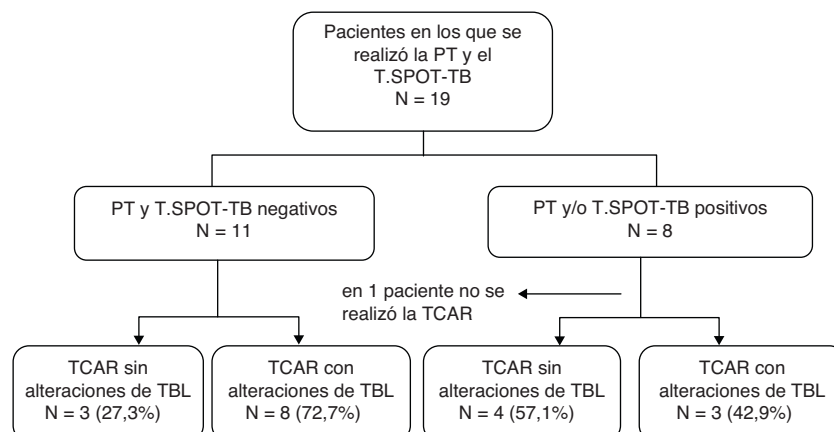 Pacientes en los que se
realizó la PT y el
T.SPOT-TB
N = 19
PT y T.SPOT-TB negativos
N = 11
PT y/o T.SPOT-TB positivos
N = 8
en 1 paciente no se
realizó la TCAR
TCAR sin
alteraciones de TBL
N = 3 (27,3%)
TCAR con
alteraciones de TBL
N = 8 (72,7%)
TCAR sin
alteraciones de TBL
N = 4 (57,1%)
TCAR con
alteraciones de TBL
N = 3 (42,9%)